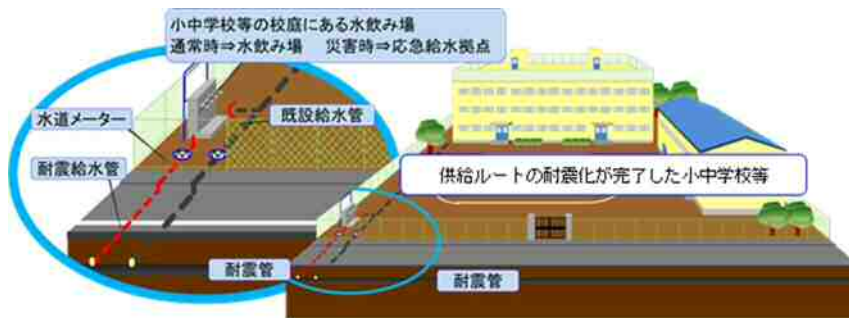 小中学校等の校庭にある水飲み場
通常時⇒水飲み場　災害時⇒応急給水拠点
水道メーター
既設給水管
耐震給水管
供給ルートの耐震化が完了した小中学校等
耐震管
耐震管